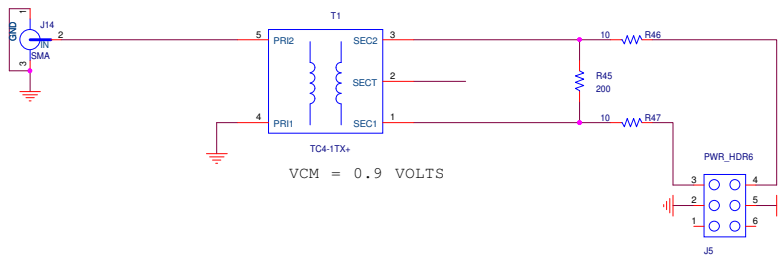 T1
1
GND
J14
2
IN
SMA
3
5
PRI2
SEC2
3
SECT
2
4
PRI1
SEC1
1
TC4-1TX+
VCM = 0.9 VOLTS
10
R46
R45
200
10
R47
PWR_HDR6
3
4
2
5
1
6
J5